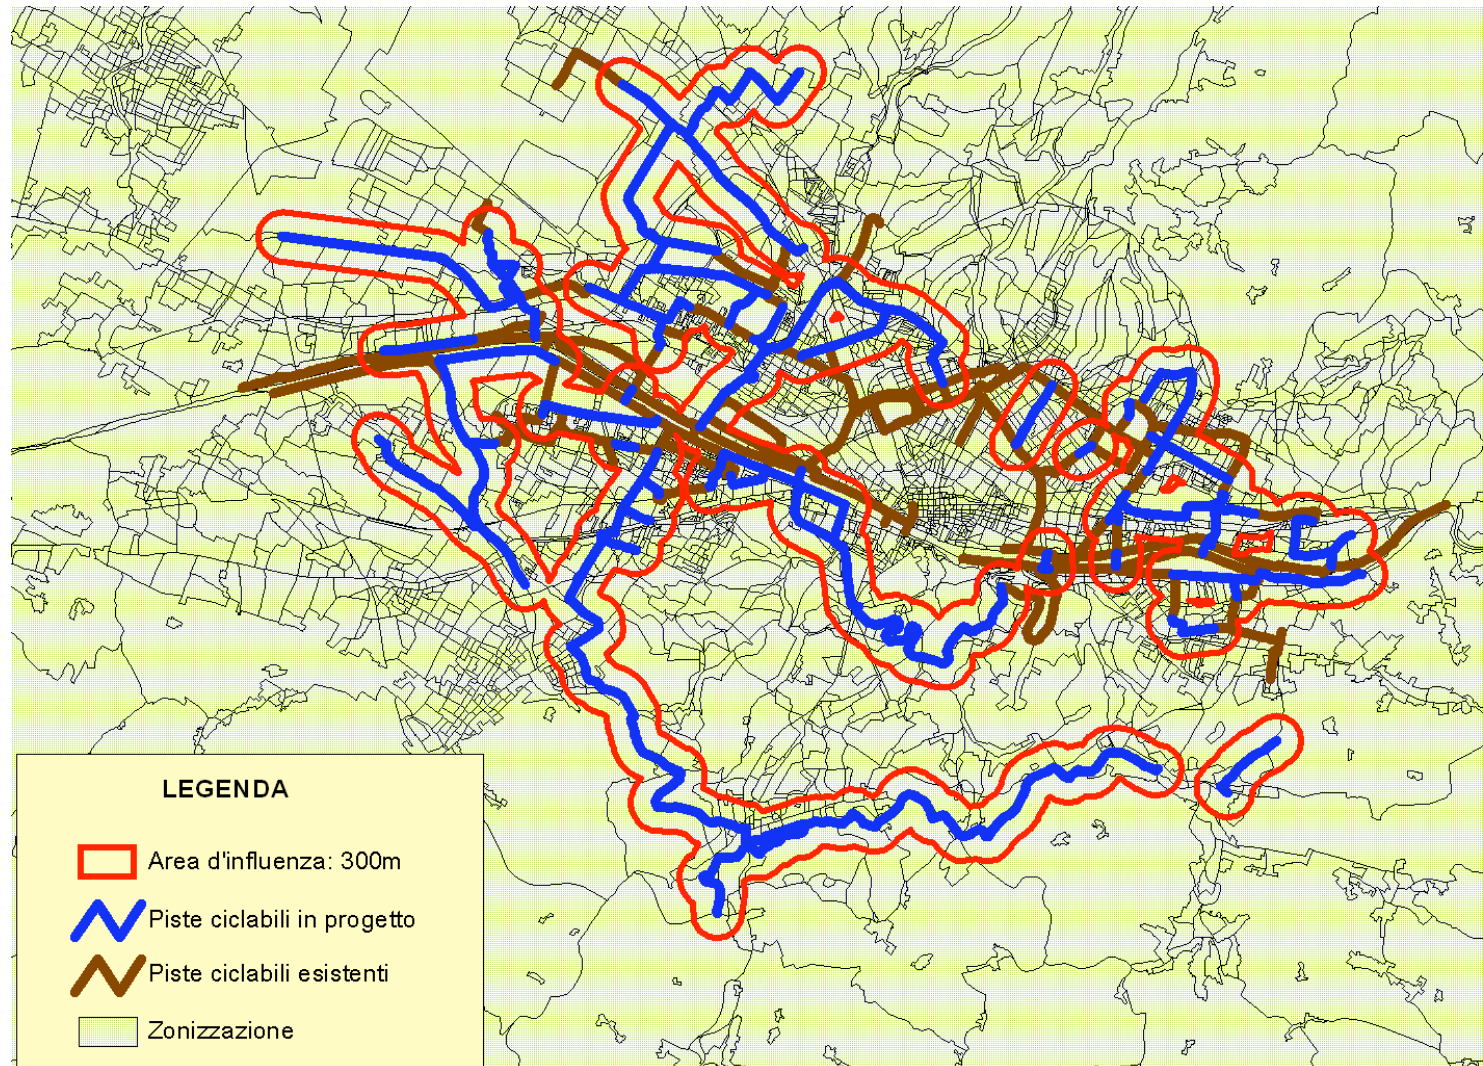 LEGENDA
Area d'influenza: 300m
Piste ciclabili in progetto
Piste ciclabili esistenti
Zonizzazione